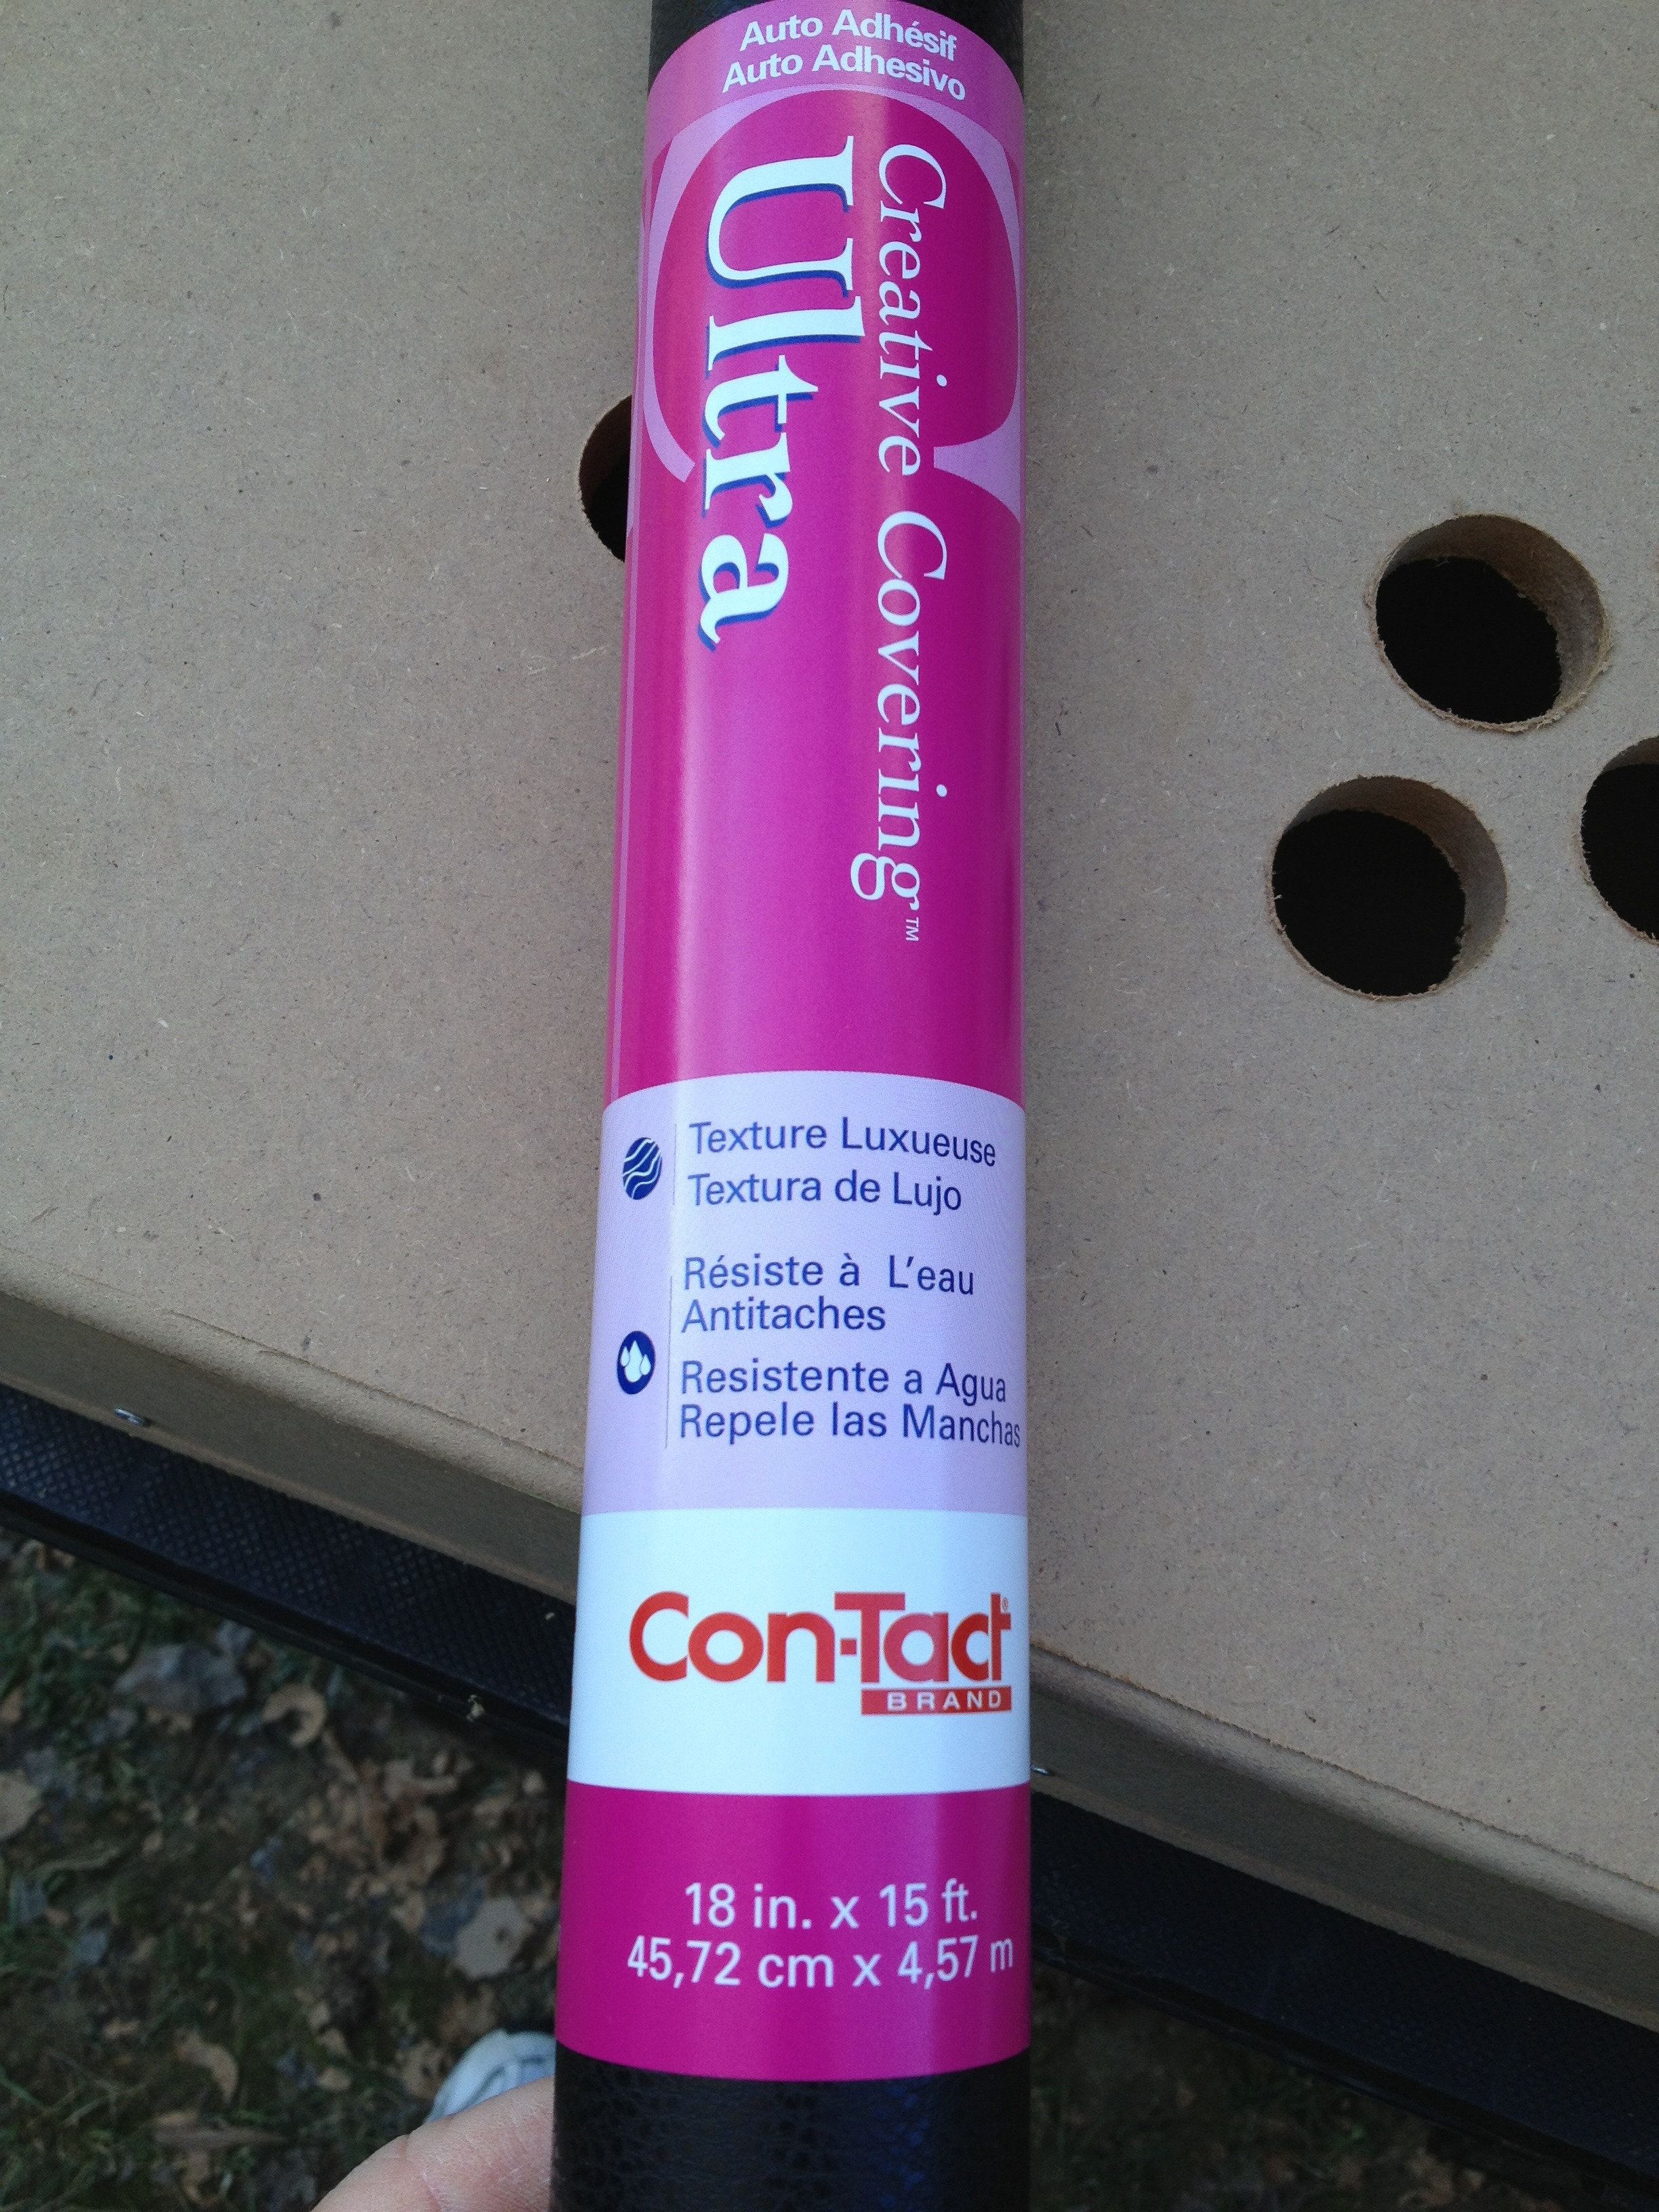 Auto Adhésif
Auto Adhesivo
Creative Covering™
Ultra
Texture Luxueuse
Textura de Lujo
Résiste à L'eau
Antitaches
Resistente a Agua
Repele las Manchas
Con-Tact®
BRAND
18 in. x 15 ft.
45,72 cm x 4,57 m